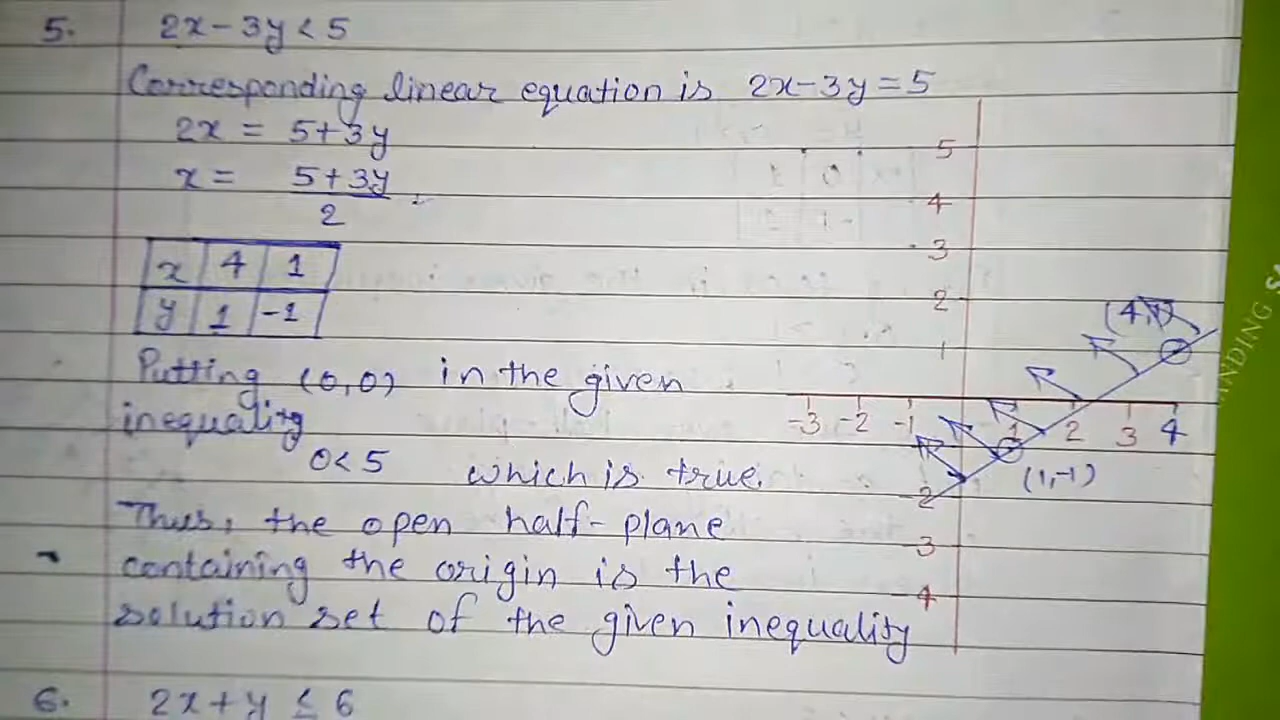 5. 2x - 3y < 5
Corresponding linear equation is 2x - 3y = 5
2x = 5 + 3y
x = 5 + 3y
2
x 4 1
y 1 -1
Putting (0,0) in the given
inequality
0 < 5 which is true.
Thus, the open half-plane
containing the origin is the
solution set of the given inequality
6. 2x + y ≤ 6
5
4
3
2
1
-3 -2 -1 1 2 3 4
-2
-3
-4
(4,1)
(1,-1)